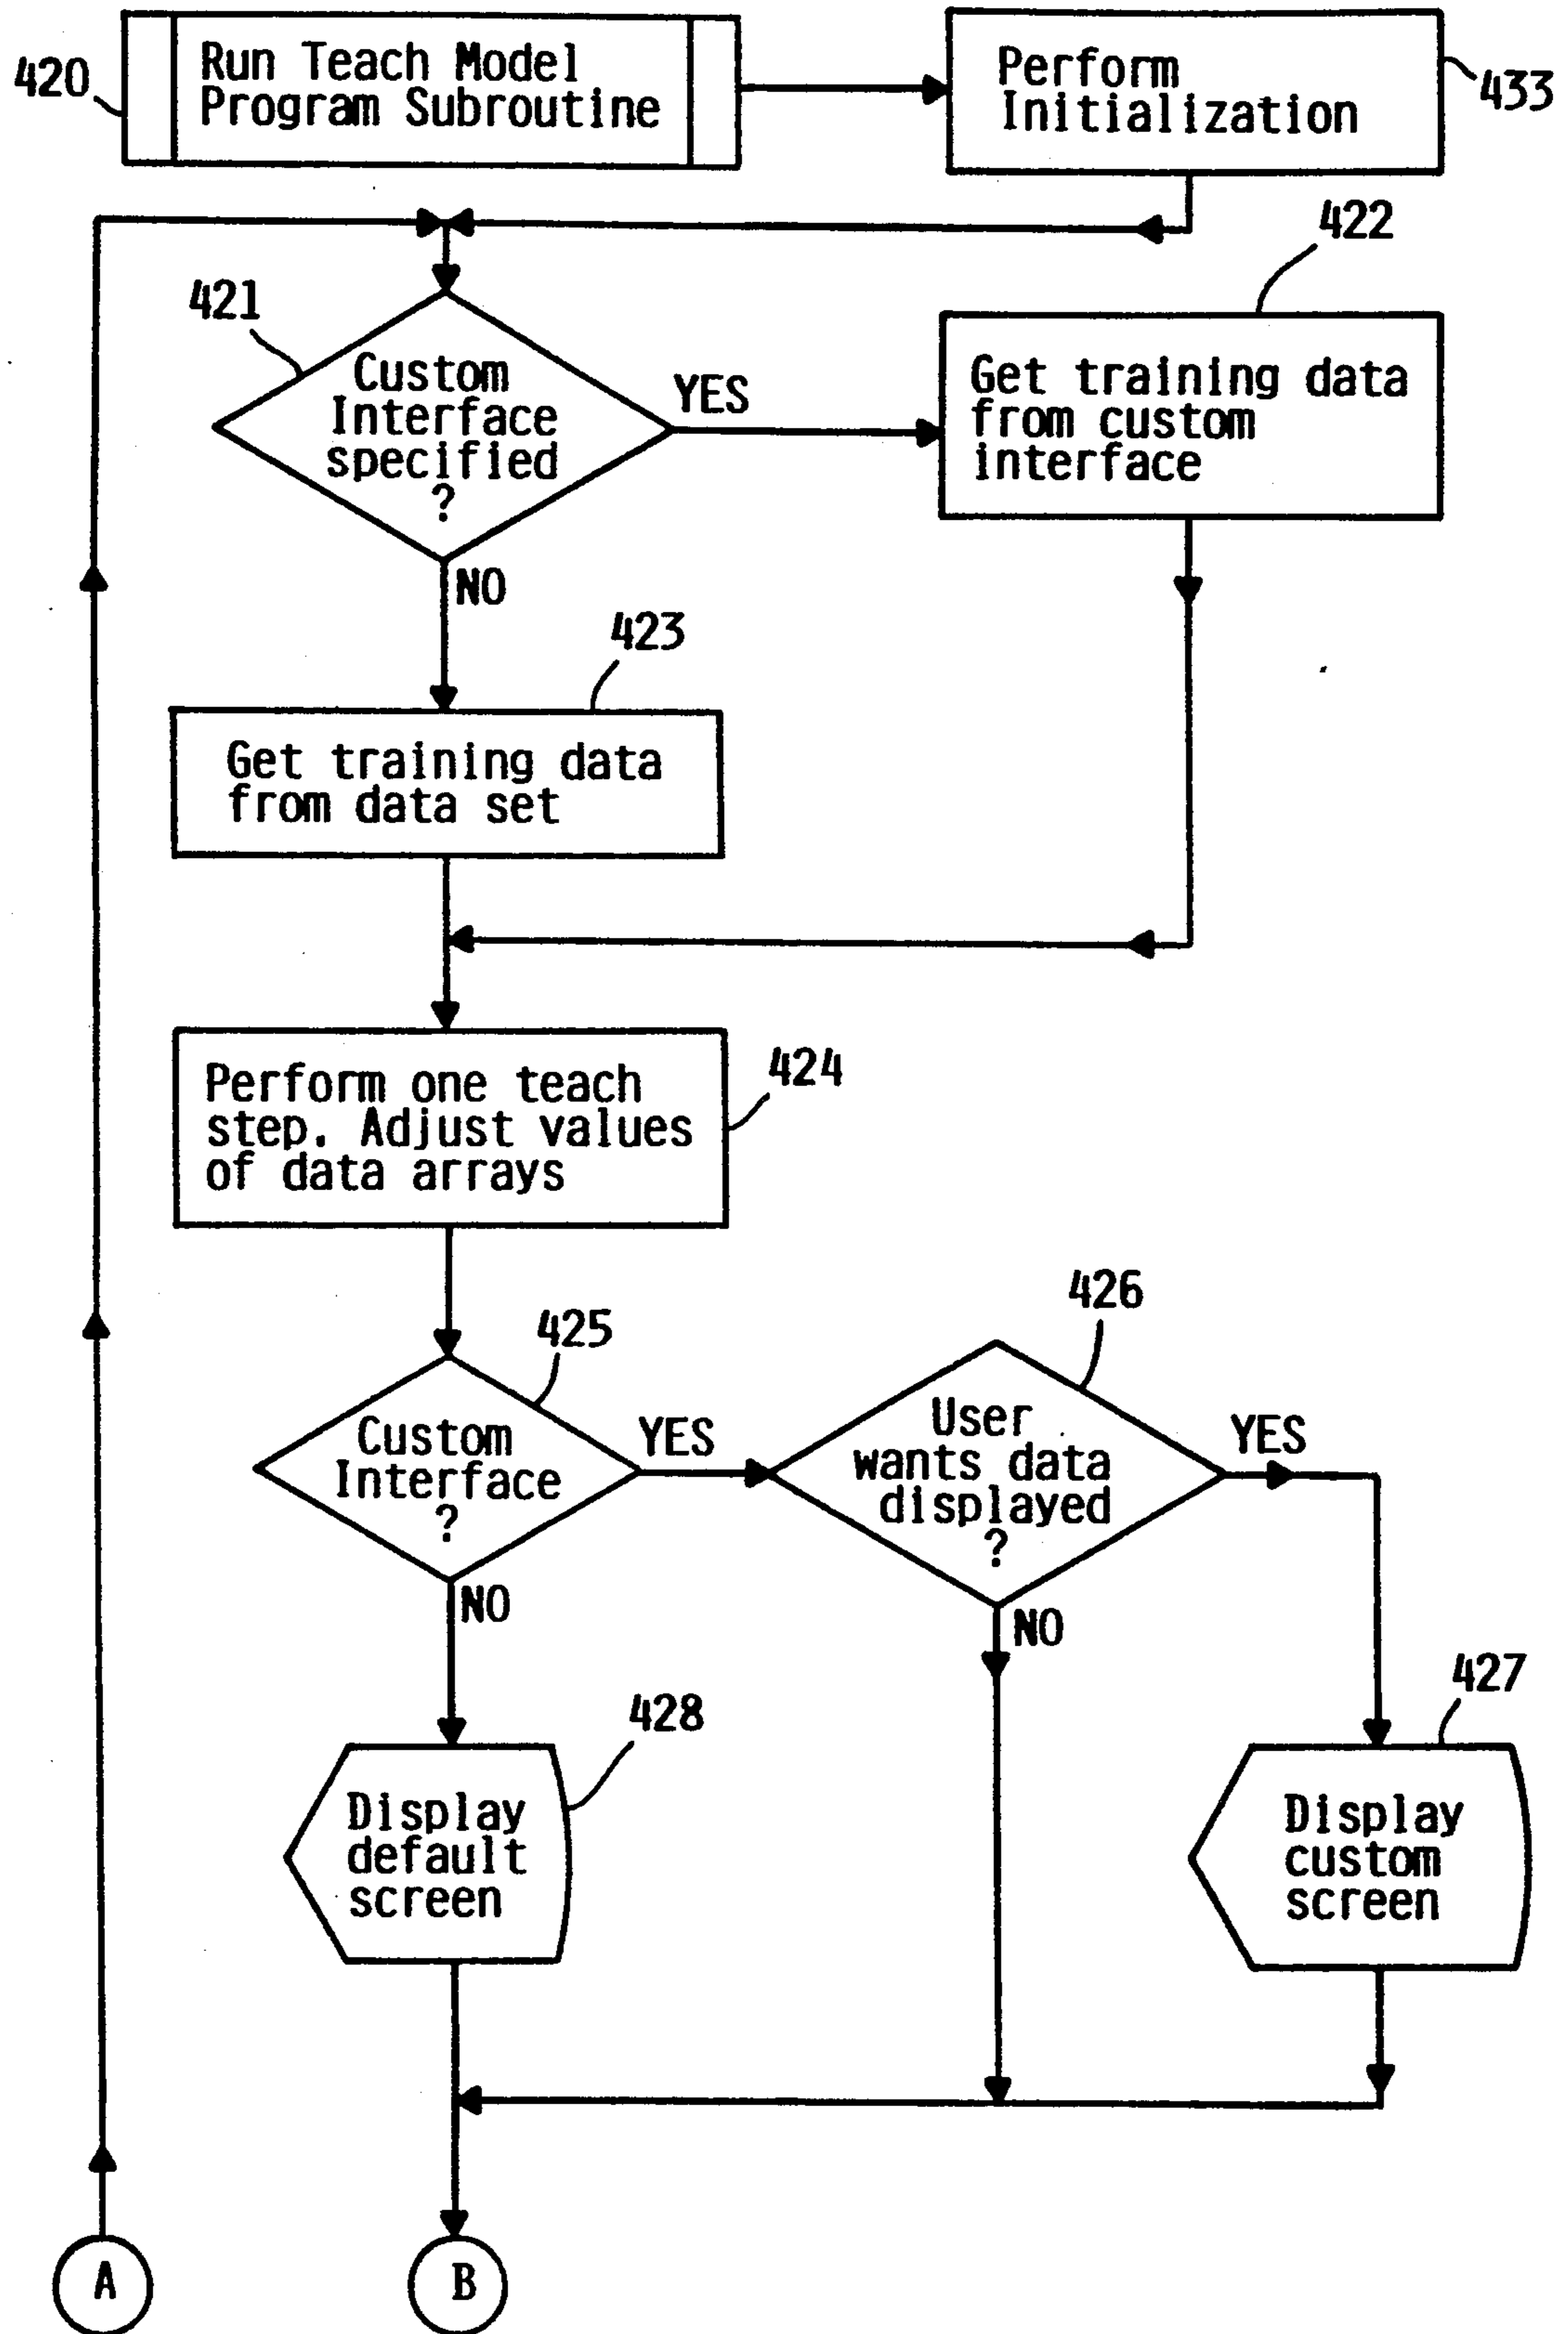 420
Run Teach Model
Program Subroutine
Perform
Initialization
433
421
Custom
Interface
specified
?
YES
NO
422
Get training data
from custom
interface
423
Get training data
from data set
424
Perform one teach
step. Adjust values
of data arrays
425
Custom
Interface
?
YES
NO
426
User
wants data
displayed
?
YES
NO
428
Display
default
screen
427
Display
custom
screen
A
B